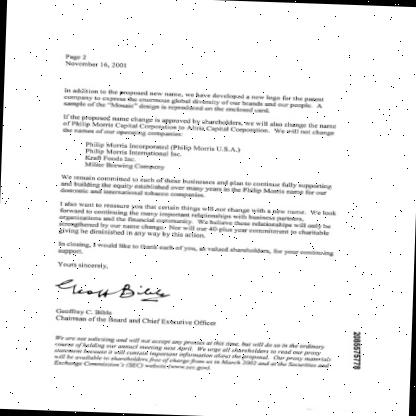 Page 2
November 16, 2001
In addition to the proposed new name, we have developed a new logo for the parent
company to express the enormous global diversity of our brands and our people. A
sample of the "Mosaic" design is reproduced on the enclosed card.
If the proposed name change is approved by shareholders, we will also change the name
of Philip Morris Capital Corporation to Altria Capital Corporation. We will not change
the names of our operating companies:
Philip Morris Incorporated (Philip Morris U.S.A.)
Philip Morris International Inc.
Kraft Foods Inc.
Miller Brewing Company
We remain committed to each of these businesses and plan to continue fully supporting
and building the equity established over many years in the Philip Morris name for our
domestic and international tobacco companies.
I also want to reassure you that certain things will not change with a new name. We look
forward to continuing the many important relationships with business partners,
organizations and the financial community. We believe these relationships will only be
strengthened by our name change. Nor will our 40-plus year commitment to charitable
giving be diminished in any way by this action.
In closing, I would like to thank each of you, as valued shareholders, for your continuing
support.
Yours sincerely,
Geoff Bible
Geoffrey C. Bible
Chairman of the Board and Chief Executive Officer
We are not soliciting and will not accept any proxies at this time, but will do so in the ordinary
course of holding our annual meeting next April. We urge all shareholders to read our proxy
statement because it will contain important information about the proposal. Our proxy materials
will be available to shareholders free of charge from us in March 2002 and at the Securities and
Exchange Commission's (SEC) website (www.sec.gov).
2085575778